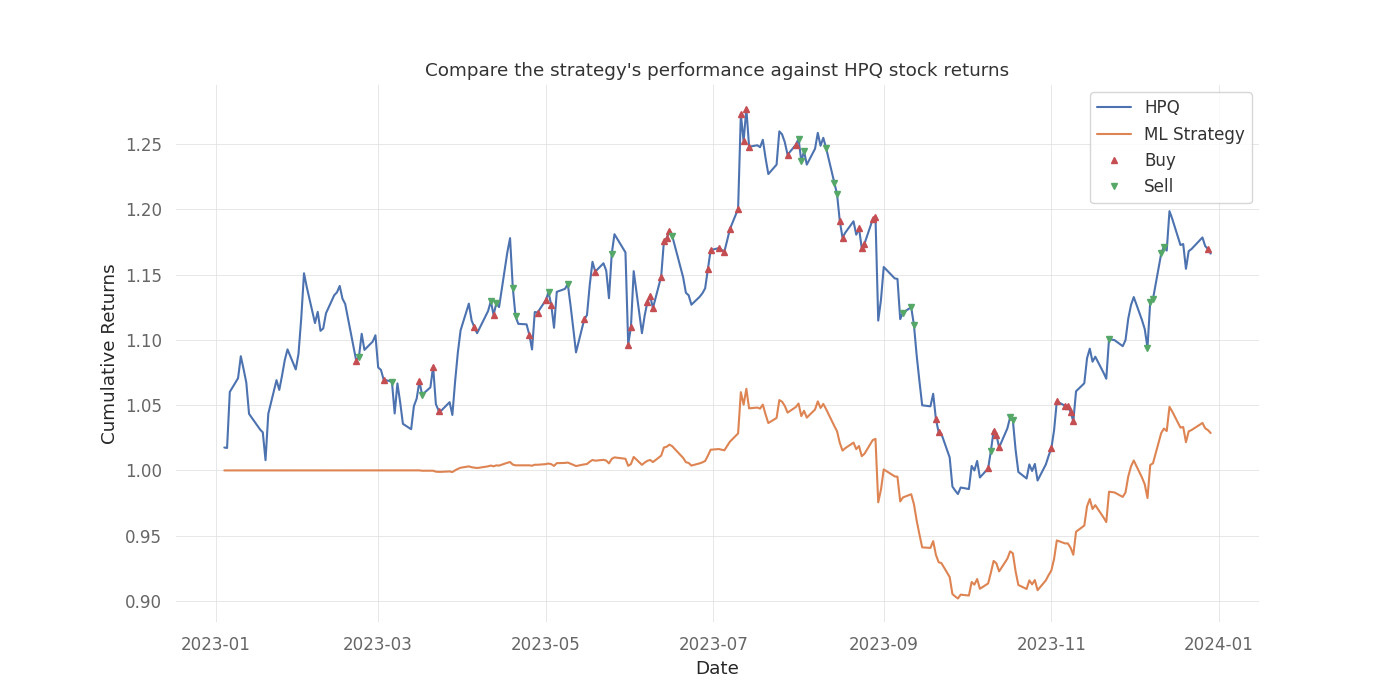 Compare the strategy's performance against HPQ stock returns
HPQ
ML Strategy
Buy
Sell
Cumulative Returns
1.25
1.20
1.15
1.10
1.05
1.00
0.95
0.90
2023-01
2023-03
2023-05
2023-07
2023-09
2023-11
2024-01
Date